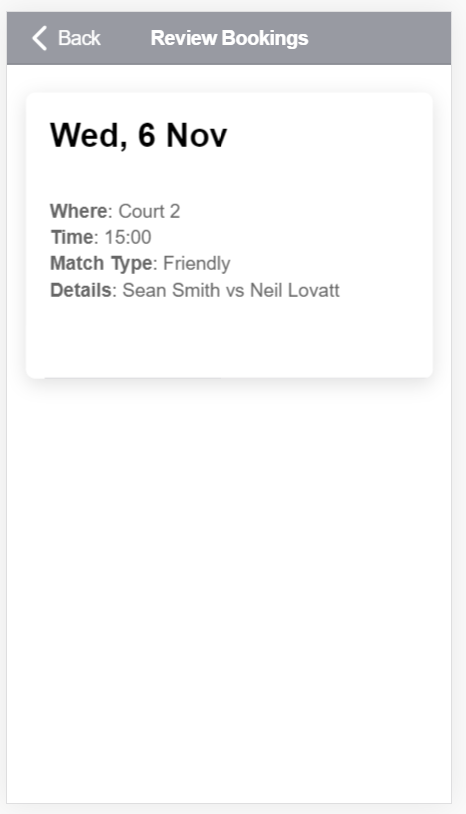 Back Review Bookings
Wed, 6 Nov
Where: Court 2
Time: 15:00
Match Type: Friendly
Details: Sean Smith vs Neil Lovatt